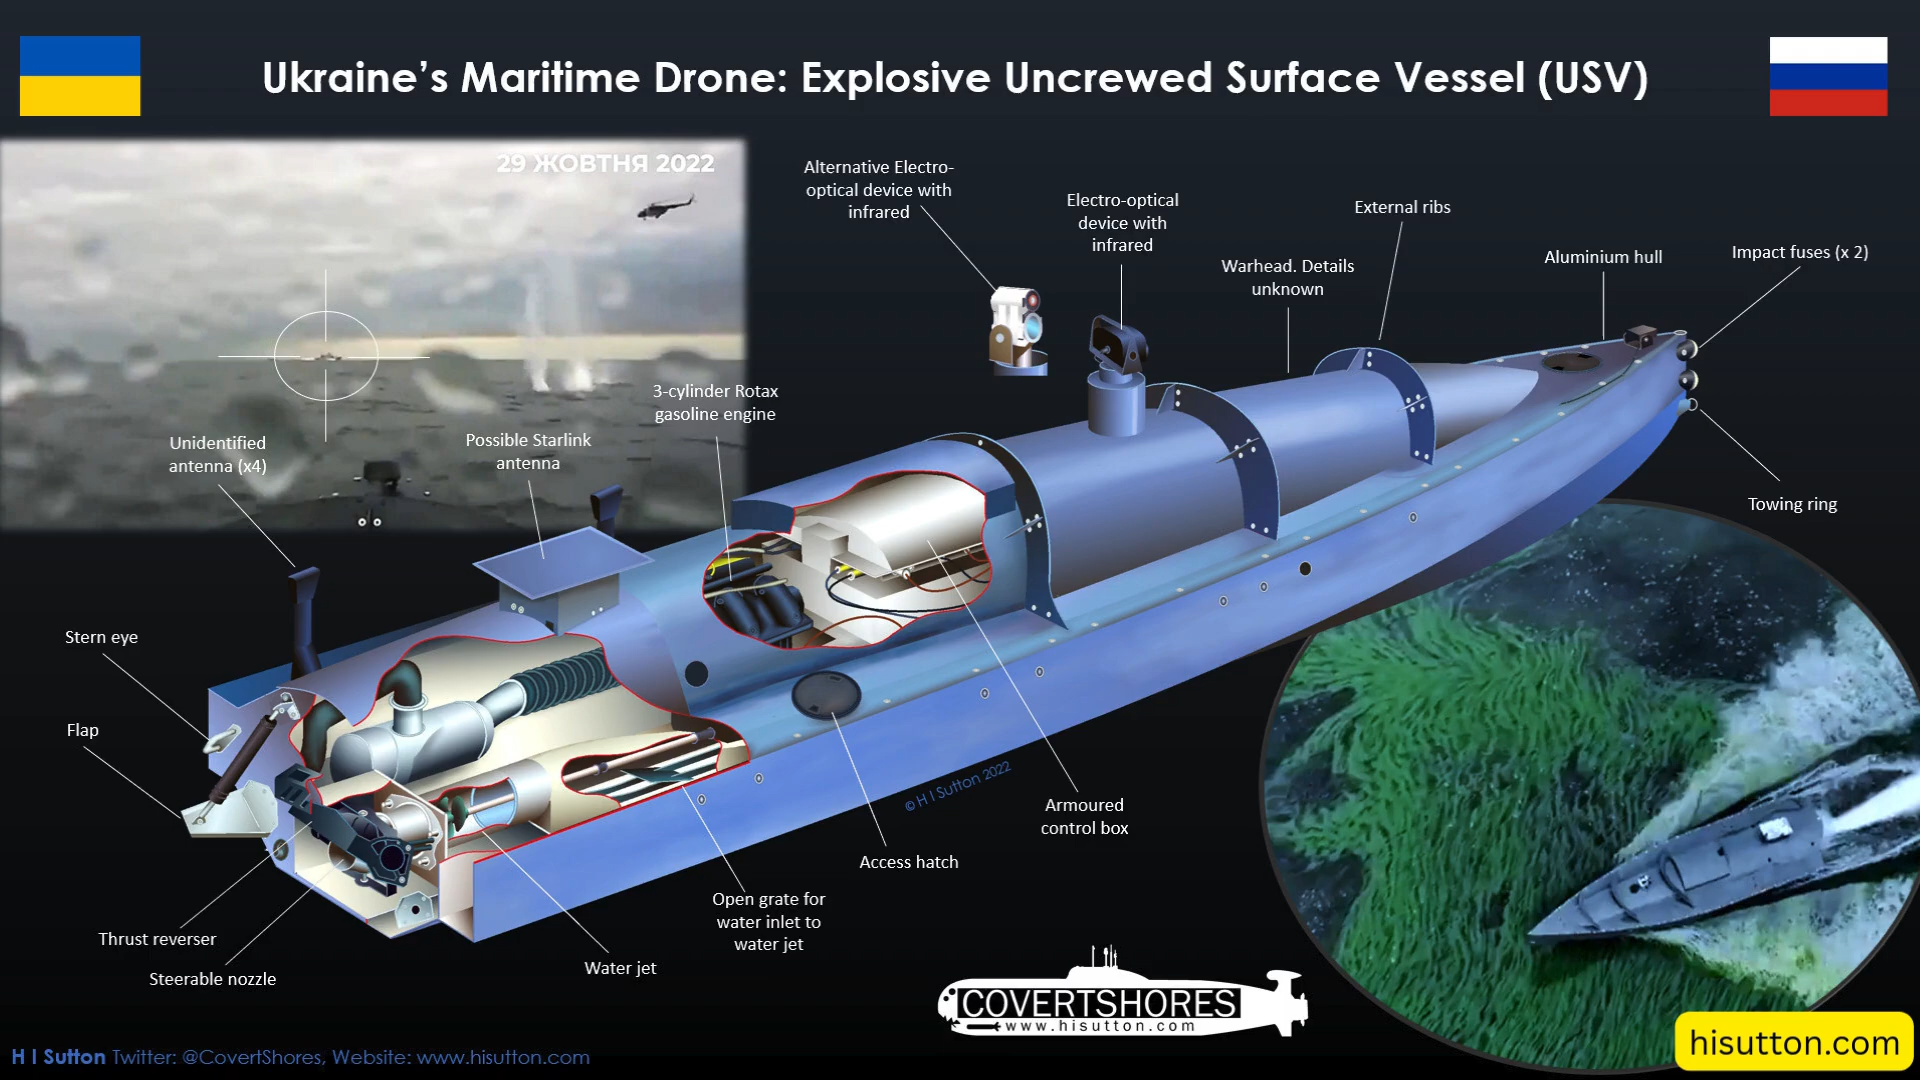 Ukraine's Maritime Drone: Explosive Uncrewed Surface Vessel (USV)
29 ЖОВТНЯ 2022
Alternative Electro-
optical device with
infrared
Electro-optical
device with
infrared
External ribs
Warhead. Details
unknown
Aluminium hull
Impact fuses (x 2)
3-cylinder Rotax
gasoline engine
Unidentified
antenna (x4)
Possible Starlink
antenna
Towing ring
Stern eye
Flap
© H I Sutton 2022
Armoured
control box
Access hatch
Open grate for
water inlet to
water jet
Thrust reverser
Water jet
Steerable nozzle
COVERTSHORES
www.hisutton.com
H I Sutton Twitter: @CovertShores, Website: www.hisutton.com
hisutton.com